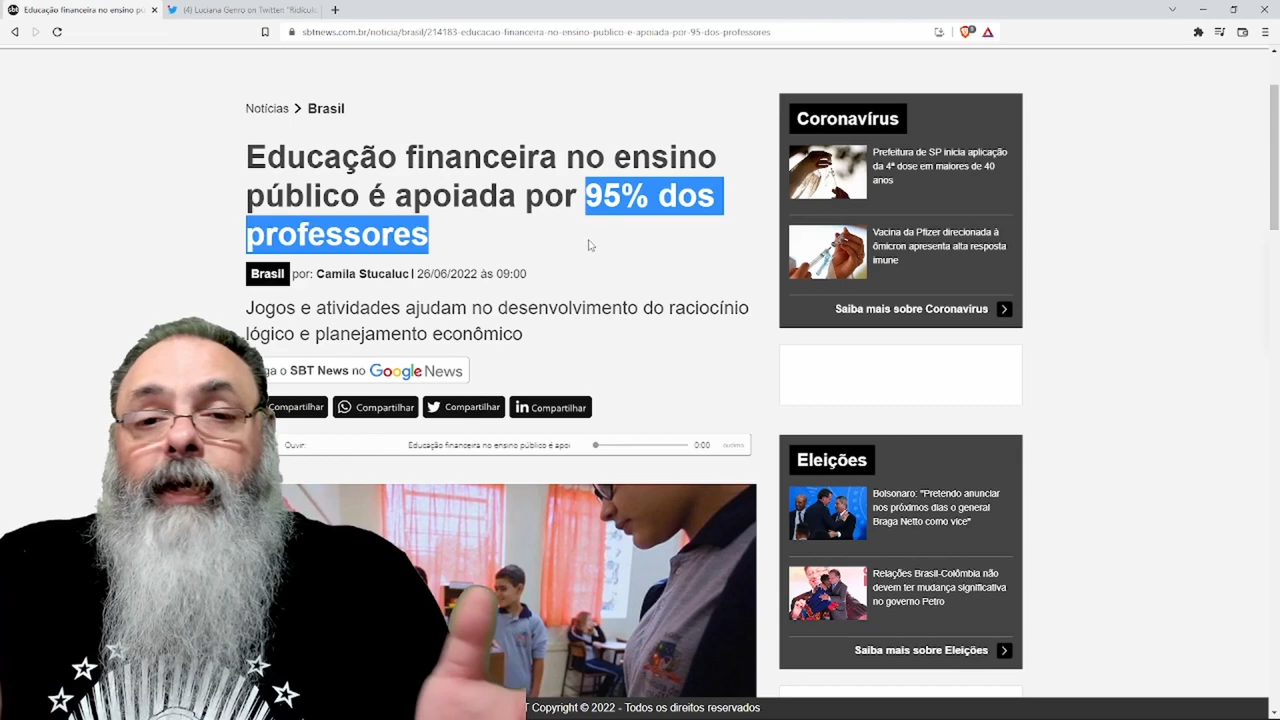 Educação financeira no ensino pú
(4) Luciana Genro on Twitter: "Ridícul
sbtnews.com.br/noticia/brasil/214183-educacao-financeira-no-ensino-publico-e-apoiada-por-95-dos-professores
Notícias > Brasil
Educação financeira no ensino
público é apoiada por 95% dos
professores
Brasil por: Camila Stucaluc | 26/06/2022 às 09:00
Jogos e atividades ajudam no desenvolvimento do raciocínio
lógico e planejamento econômico
ga o SBT News no Google News
Compartilhar Compartilhar Compartilhar Compartilhar
Ouvir: Educação financeira no ensino público é apoi 0:00
Coronavírus
Prefeitura de SP inicia aplicação
da 4ª dose em maiores de 40
anos
Vacina da Pfizer direcionada à
ômicron apresenta alta resposta
imune
Saiba mais sobre Coronavírus
Eleições
Bolsonaro: "Pretendo anunciar
nos próximos dias o general
Braga Netto como vice"
Relações Brasil-Colômbia não
devem ter mudança significativa
no governo Petro
Saiba mais sobre Eleições
T Copyright © 2022 - Todos os direitos reservados